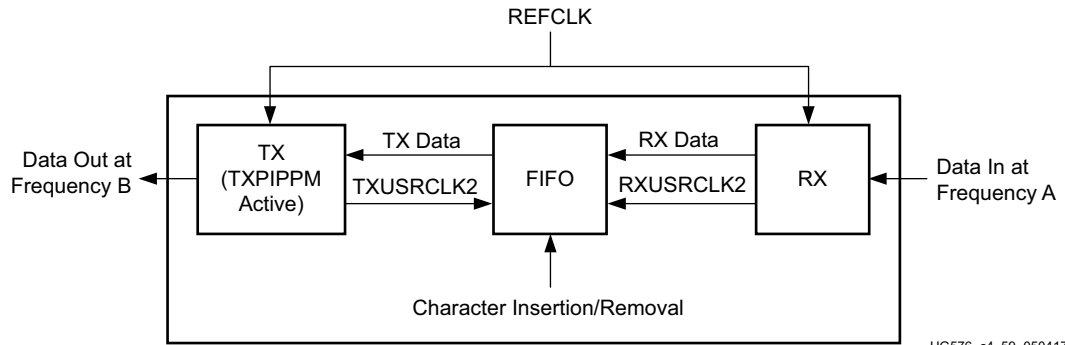 REFCLK
TX
(TXPIPPM
Active)
TX Data
TXUSRCLK2
FIFO
RX Data
RXUSRCLK2
RX
Data Out at
Frequency B
Data In at
Frequency A
Character Insertion/Removal